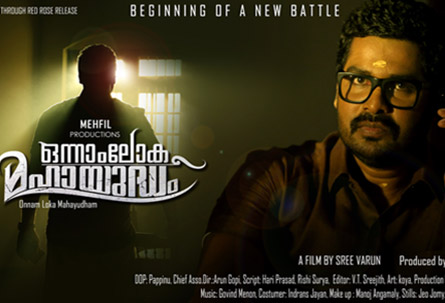 THROUGH RED ROSE RELEASE
BEGINNING OF A NEW BATTLE
MEHFIL
PRODUCTIONS
ഒന്നാംലോക
മഹായുദ്ധം
Onnam Loka Mahayudham
A FILM BY SREE VARUN
Produced by
DOP: Pappinu, Chief Asso.Dir :Arun Gopi, Script: Hari Prasad, Rishi Surya, Editor: V.T. Sreejith, Art: koya, Production
Music: Govind Menon, Costumer: Indrans Jayan, Make up : Manoj Angamaly, Stills: Jeo Jomy